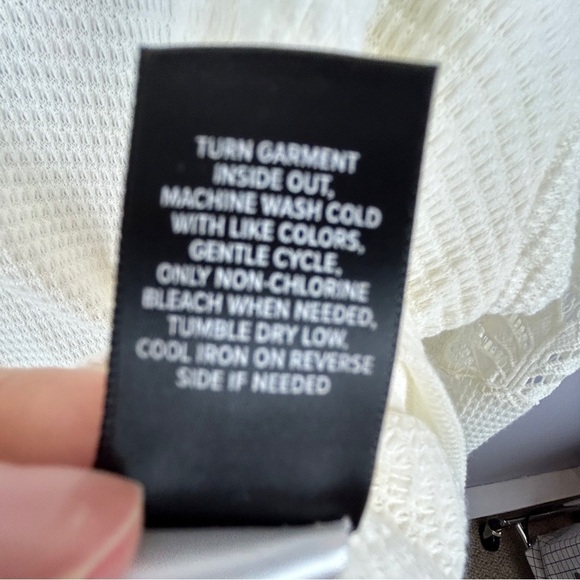 TURN GARMENT
INSIDE OUT,
MACHINE WASH COLD
WITH LIKE COLORS,
GENTLE CYCLE,
ONLY NON-CHLORINE
BLEACH WHEN NEEDED,
TUMBLE DRY LOW.
COOL IRON ON REVERSE
SIDE IF NEEDED